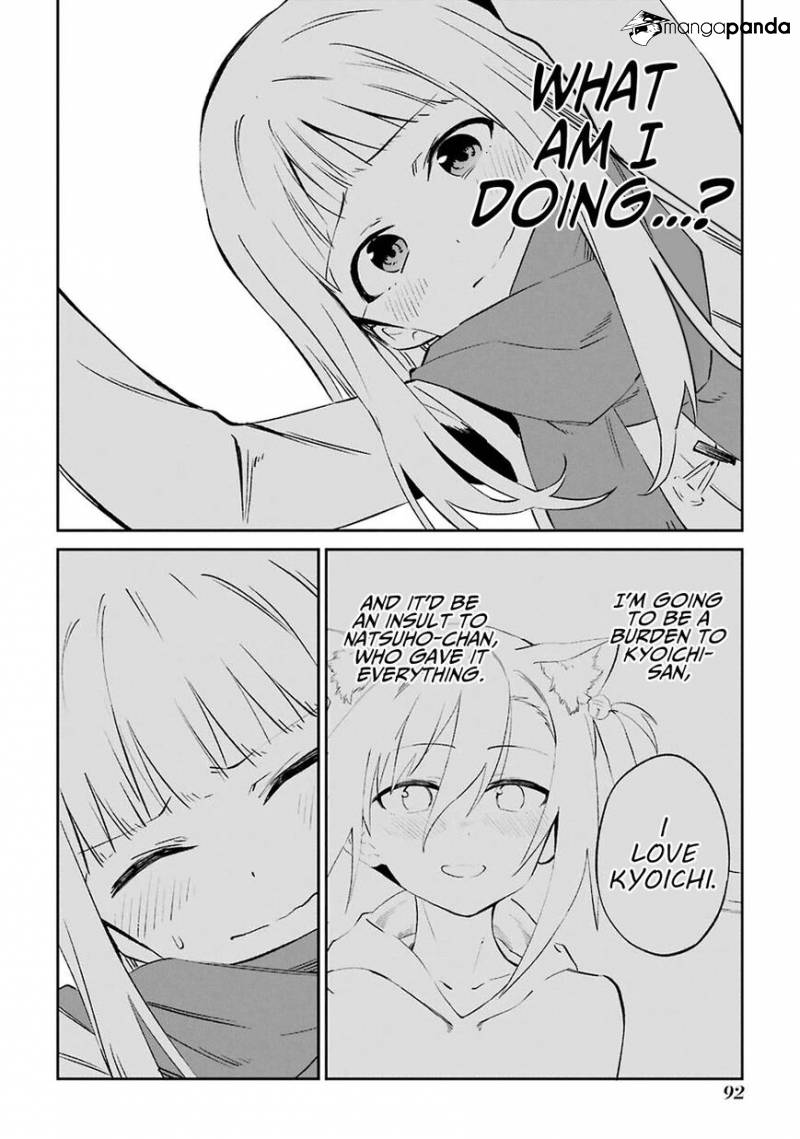 mangapanda
WHAT
AM I
DOING....?
I'M GOING
TO BE A
BURDEN TO
KYOICHI-
SAN,
AND IT'D BE
AN INSULT TO
NATSUHO-CHAN,
WHO GAVE IT
EVERYTHING.
I
LOVE
KYOICHI.
92